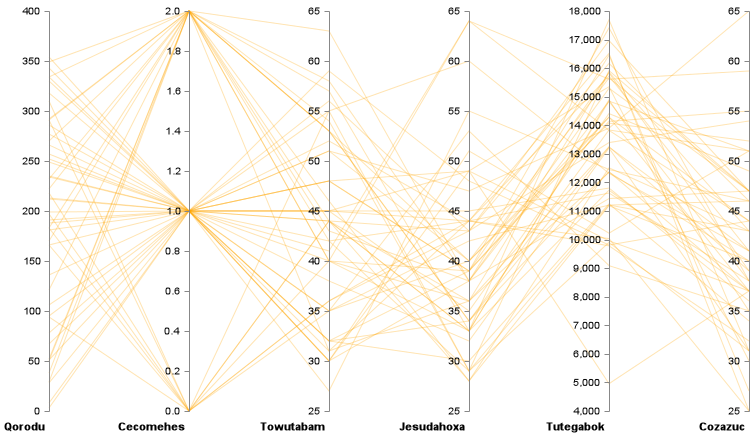 400 2.0 65 65 18,000 65
350 1.8 60 60 17,000 60
16,000
300 1.6 55 55 15,000 55
1.4 14,000
250 50 50 13,000 50
1.2 12,000
200 1.0 45 45 11,000 45
0.8 10,000
150 40 40 9,000 40
0.6 8,000
100 0.4 35 35 7,000 35
6,000
50 0.2 30 30 5,000 30
0 0.0 25 25 4,000 25
Qorodu Cecomehes Towutabam Jesudahoxa Tutegabok Cozazuc